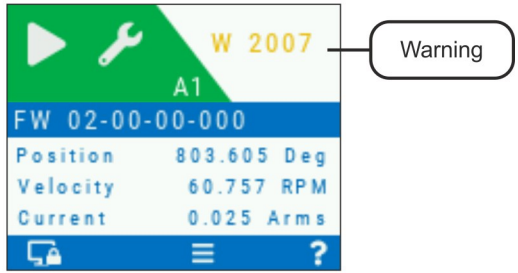 W 2007
Warning
A1
FW 02-00-00-000
Position 803.605 Deg
Velocity 60.757 RPM
Current 0.025 Arms
?